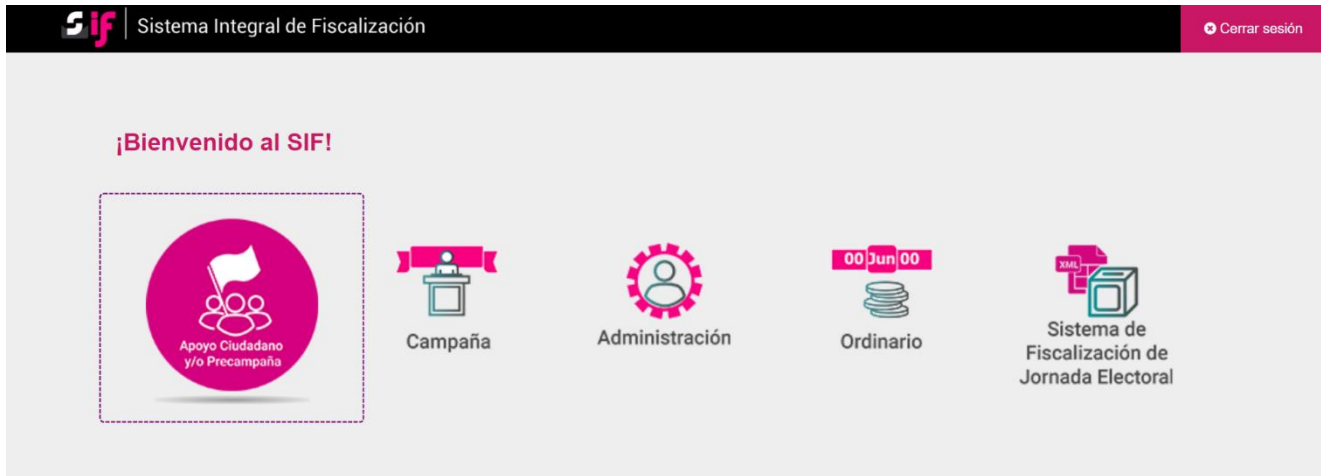 sif Sistema Integral de Fiscalización
Cerrar sesión
¡Bienvenido al SIF!
Apoyo Ciudadano
y/o Precampaña
Campaña
Administración
00 Jun 00
Ordinario
XML
Sistema de
Fiscalización de
Jornada Electoral